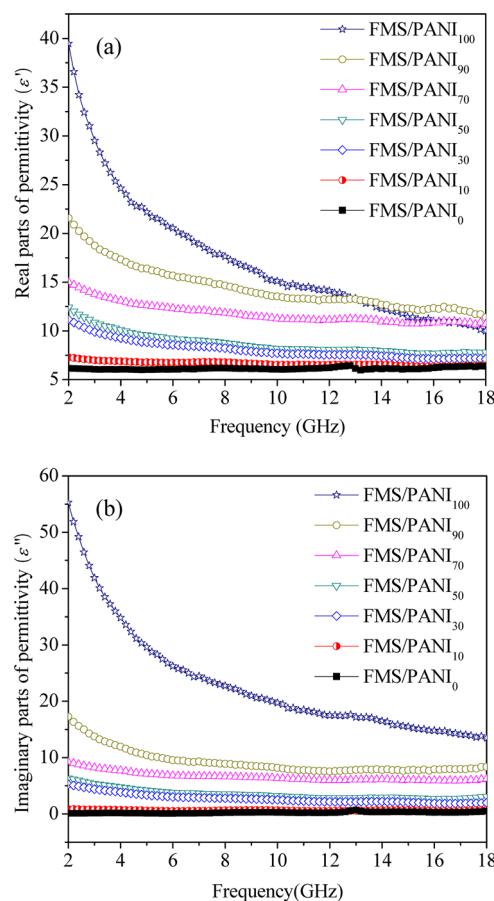 (a)
FMS/PANI₁₀₀
FMS/PANI₉₀
FMS/PANI₇₀
FMS/PANI₅₀
FMS/PANI₃₀
FMS/PANI₁₀
FMS/PANI₀
Real parts of permittivity (ε')
40
35
30
25
20
15
10
5
2 4 6 8 10 12 14 16 18
Frequency (GHz)
(b)
FMS/PANI₁₀₀
FMS/PANI₉₀
FMS/PANI₇₀
FMS/PANI₅₀
FMS/PANI₃₀
FMS/PANI₁₀
FMS/PANI₀
Imaginary parts of permittivity (ε'')
60
50
40
30
20
10
0
2 4 6 8 10 12 14 16 18
Frequency(GHz)